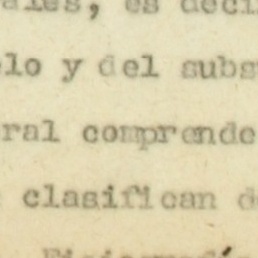 ales, es deci
lo y del subs
ral comprende
clasifican d